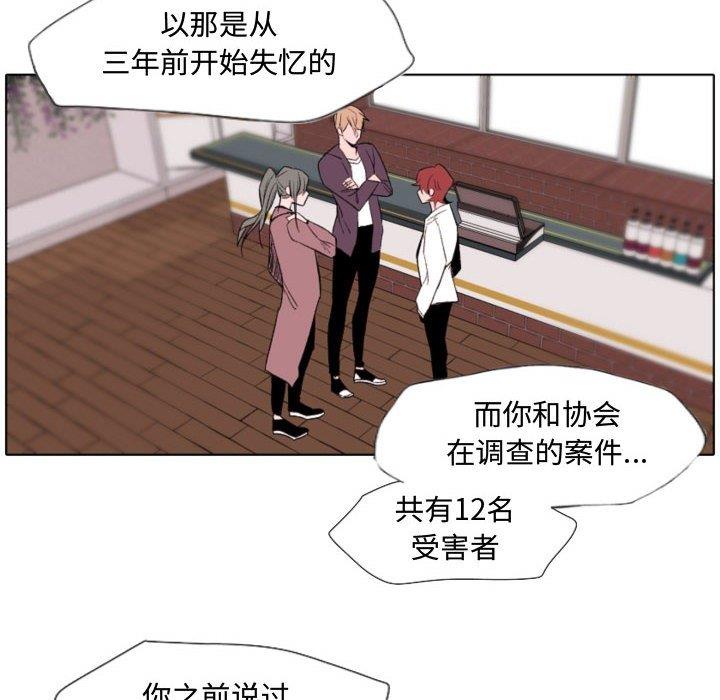 以那是从
三年前开始失忆的
而你和协会
在调查的案件...
共有12名
受害者
你之前说过